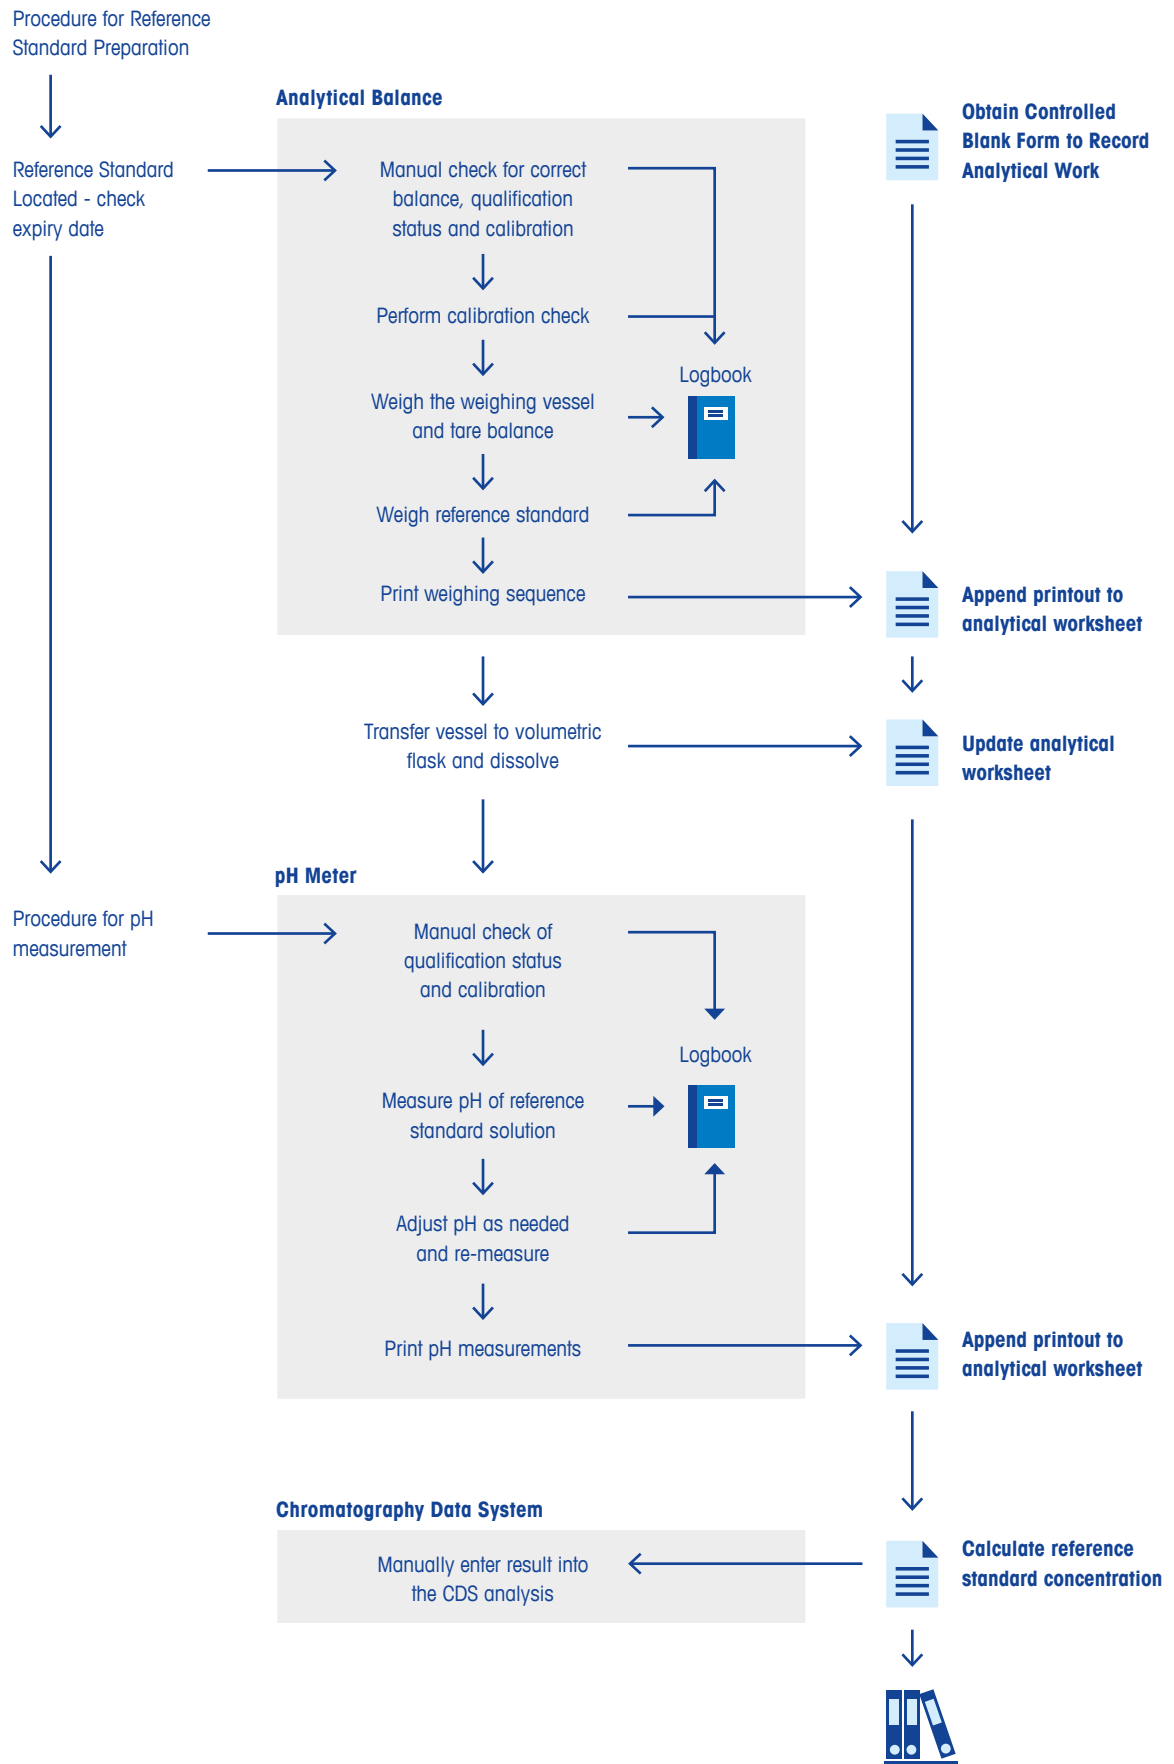 Procedure for Reference
Standard Preparation
Reference Standard
Located - check
expiry date
Analytical Balance
Manual check for correct
balance, qualification
status and calibration
Perform calibration check
Weigh the weighing vessel
and tare balance
Weigh reference standard
Print weighing sequence
Logbook
Obtain Controlled
Blank Form to Record
Analytical Work
Append printout to
analytical worksheet
Transfer vessel to volumetric
flask and dissolve
Update analytical
worksheet
pH Meter
Procedure for pH
measurement
Manual check of
qualification status
and calibration
Logbook
Measure pH of reference
standard solution
Adjust pH as needed
and re-measure
Print pH measurements
Append printout to
analytical worksheet
Chromatography Data System
Manually enter result into
the CDS analysis
Calculate reference
standard concentration